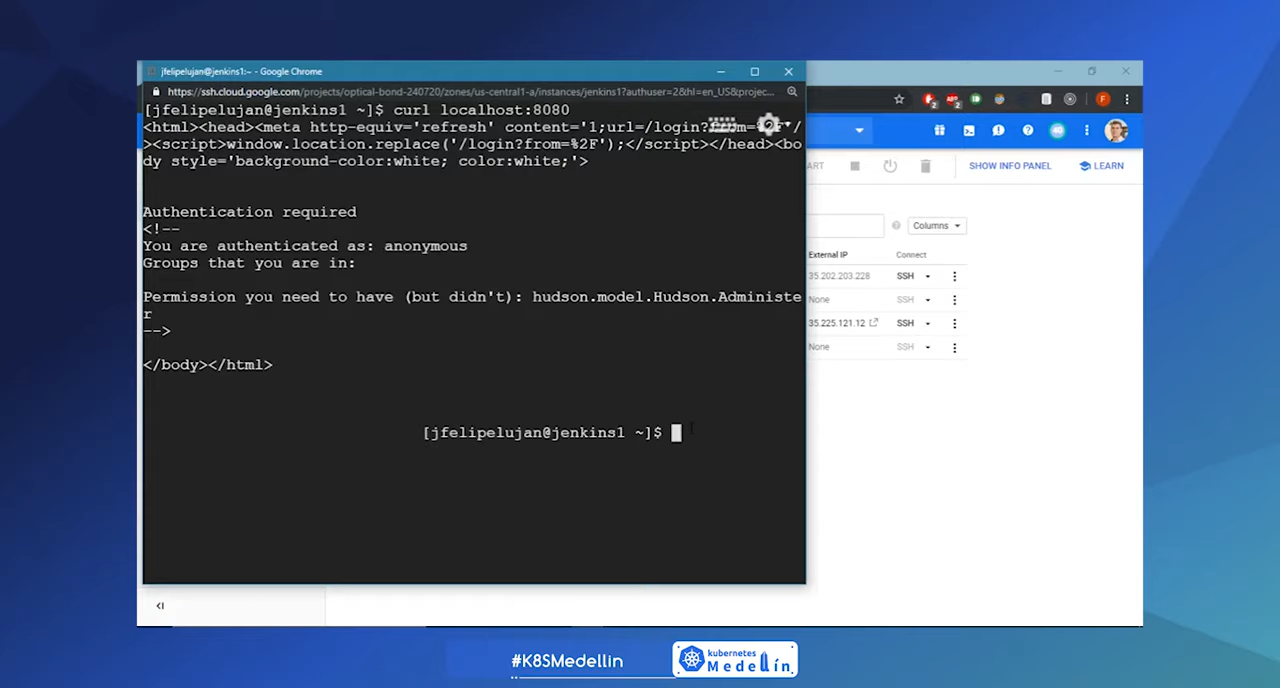 jfelipelujan@jenkins1:~ - Google Chrome
https://ssh.cloud.google.com/projects/optical-bond-240720/zones/us-central1-a/instances/jenkins1?authuser=2&hl=en_US&projec...
[jfelipelujan@jenkins1 ~]$ curl localhost:8080
<html><head><meta http-equiv='refresh' content='1;url=/login?from=%2F'/
><script>window.location.replace('/login?from=%2F');</script></head><bo
dy style='background-color:white; color:white;'>
Authentication required
<!--
You are authenticated as: anonymous
Groups that you are in:
Permission you need to have (but didn't): hudson.model.Hudson.Administe
r
-->
</body></html>
[jfelipelujan@jenkins1 ~]$
ART
SHOW INFO PANEL
LEARN
Columns
External IP
Connect
35.202.203.228
SSH
None
SSH
35.225.121.12
SSH
None
SSH
#K8SMedellin
kubernetes
Medellín